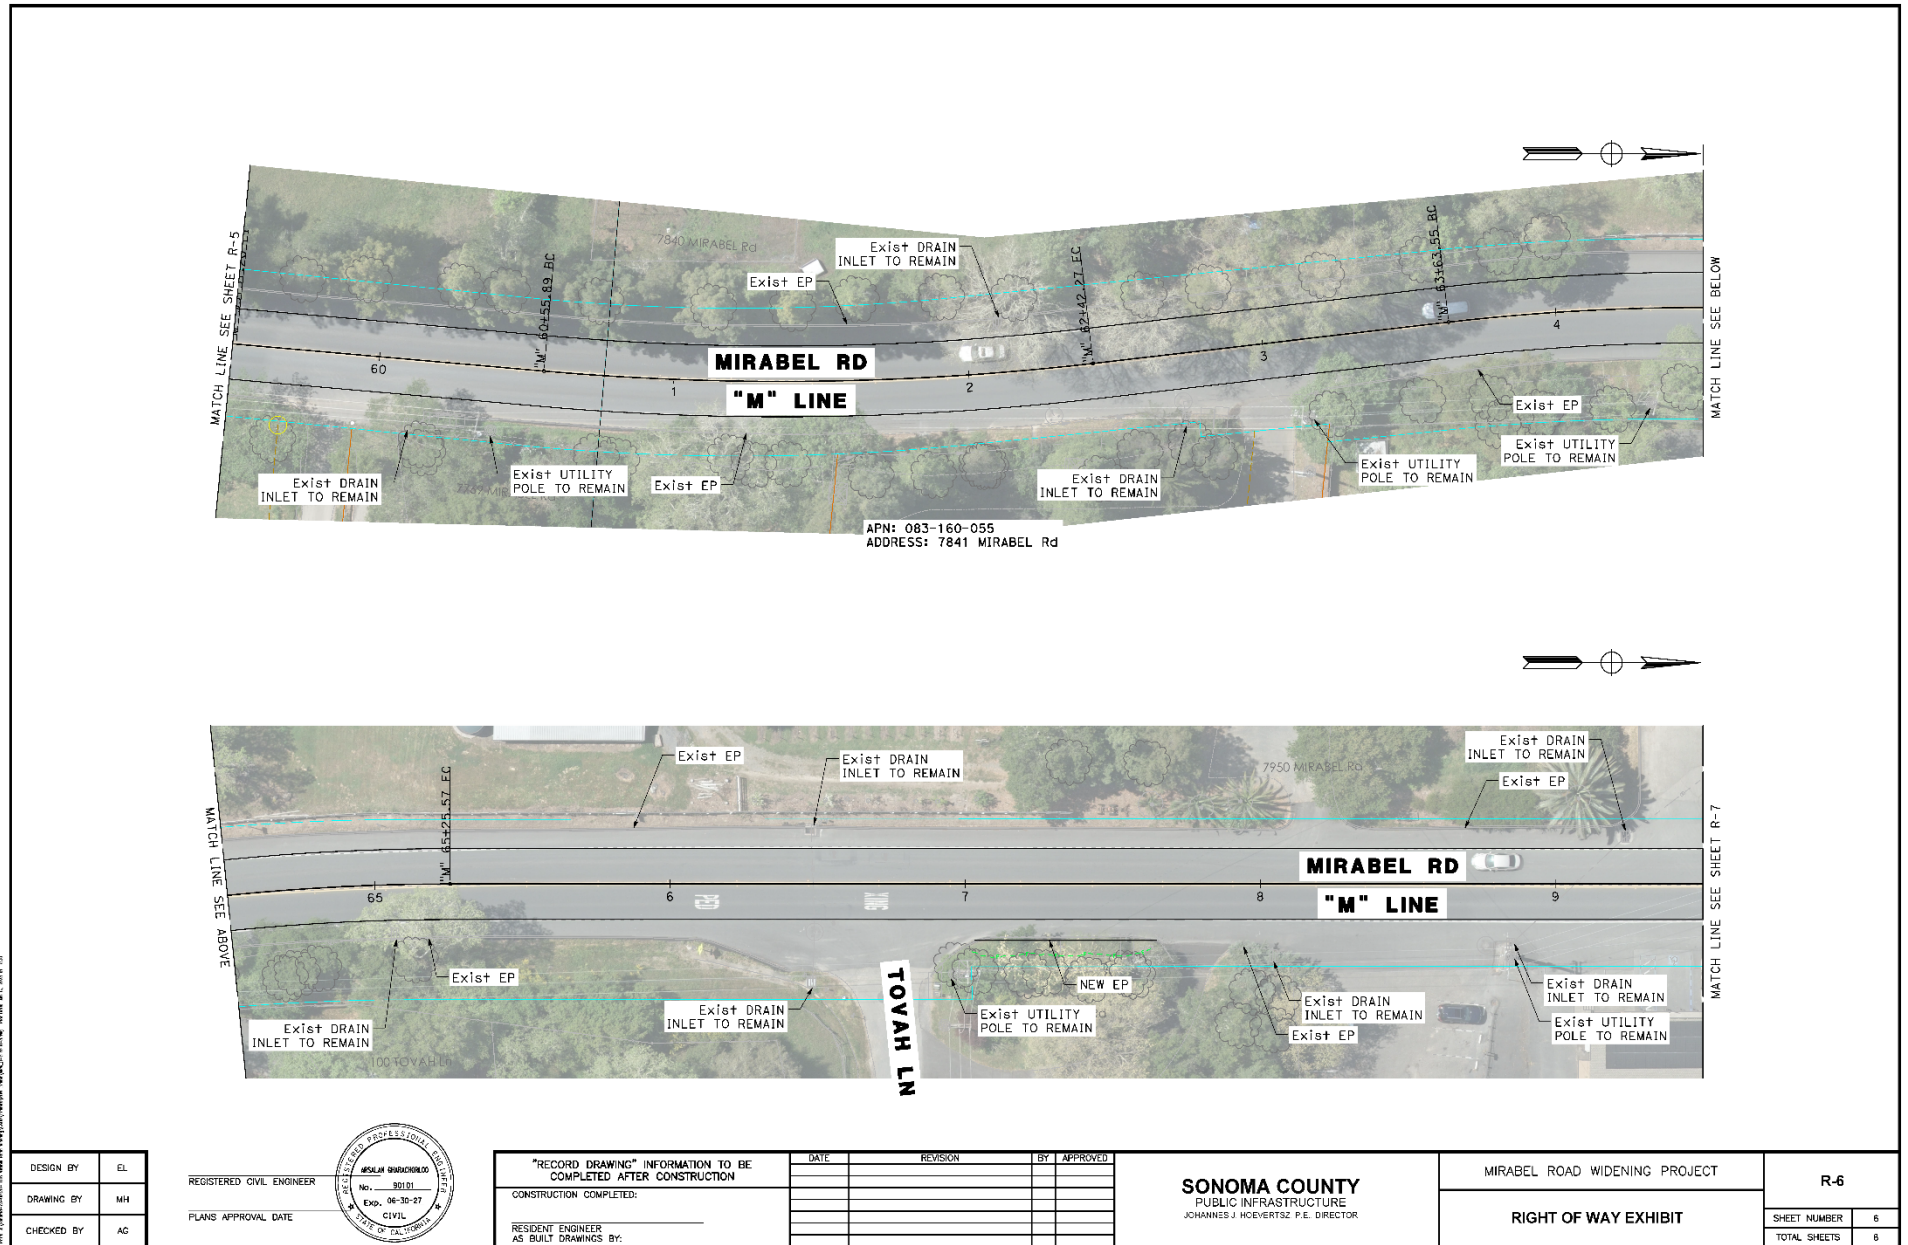 MATCH LINE SEE SHEET R-5
7840 MIRABEL Rd
Exist DRAIN
INLET TO REMAIN
Exist EP
"M" 60+55.89 BC
"M" 62+42.27 EC
"M" 63+63.55 BC
MATCH LINE SEE BELOW
60
1
2
3
4
MIRABEL RD
"M" LINE
Exist DRAIN
INLET TO REMAIN
Exist UTILITY
POLE TO REMAIN
Exist EP
Exist DRAIN
INLET TO REMAIN
Exist UTILITY
POLE TO REMAIN
Exist EP
Exist UTILITY
POLE TO REMAIN
APN: 083-160-055
ADDRESS: 7841 MIRABEL Rd
MATCH LINE SEE ABOVE
"M" 65+25.57 EC
Exist EP
Exist DRAIN
INLET TO REMAIN
7950 MIRABEL Rd
Exist DRAIN
INLET TO REMAIN
Exist EP
MATCH LINE SEE SHEET R-7
MIRABEL RD
"M" LINE
65
6
7
8
9
PED
XING
Exist EP
Exist DRAIN
INLET TO REMAIN
100 TOVAH Ln
Exist DRAIN
INLET TO REMAIN
TOVAH LN
NEW EP
Exist UTILITY
POLE TO REMAIN
Exist DRAIN
INLET TO REMAIN
Exist EP
Exist DRAIN
INLET TO REMAIN
Exist UTILITY
POLE TO REMAIN
DESIGN BY EL
DRAWING BY MH
CHECKED BY AG
REGISTERED CIVIL ENGINEER
PLANS APPROVAL DATE
REGISTERED PROFESSIONAL ENGINEER
ARSALAN GHARACHORLOO
No. 90101
Exp. 06-30-27
CIVIL
STATE OF CALIFORNIA
"RECORD DRAWING" INFORMATION TO BE
COMPLETED AFTER CONSTRUCTION
CONSTRUCTION COMPLETED:
RESIDENT ENGINEER
AS BUILT DRAWINGS BY:
DATE REVISION BY APPROVED
SONOMA COUNTY
PUBLIC INFRASTRUCTURE
JOHANNES J. HOEVERTSZ P.E. DIRECTOR
MIRABEL ROAD WIDENING PROJECT
RIGHT OF WAY EXHIBIT
R-6
SHEET NUMBER 6
TOTAL SHEETS 8